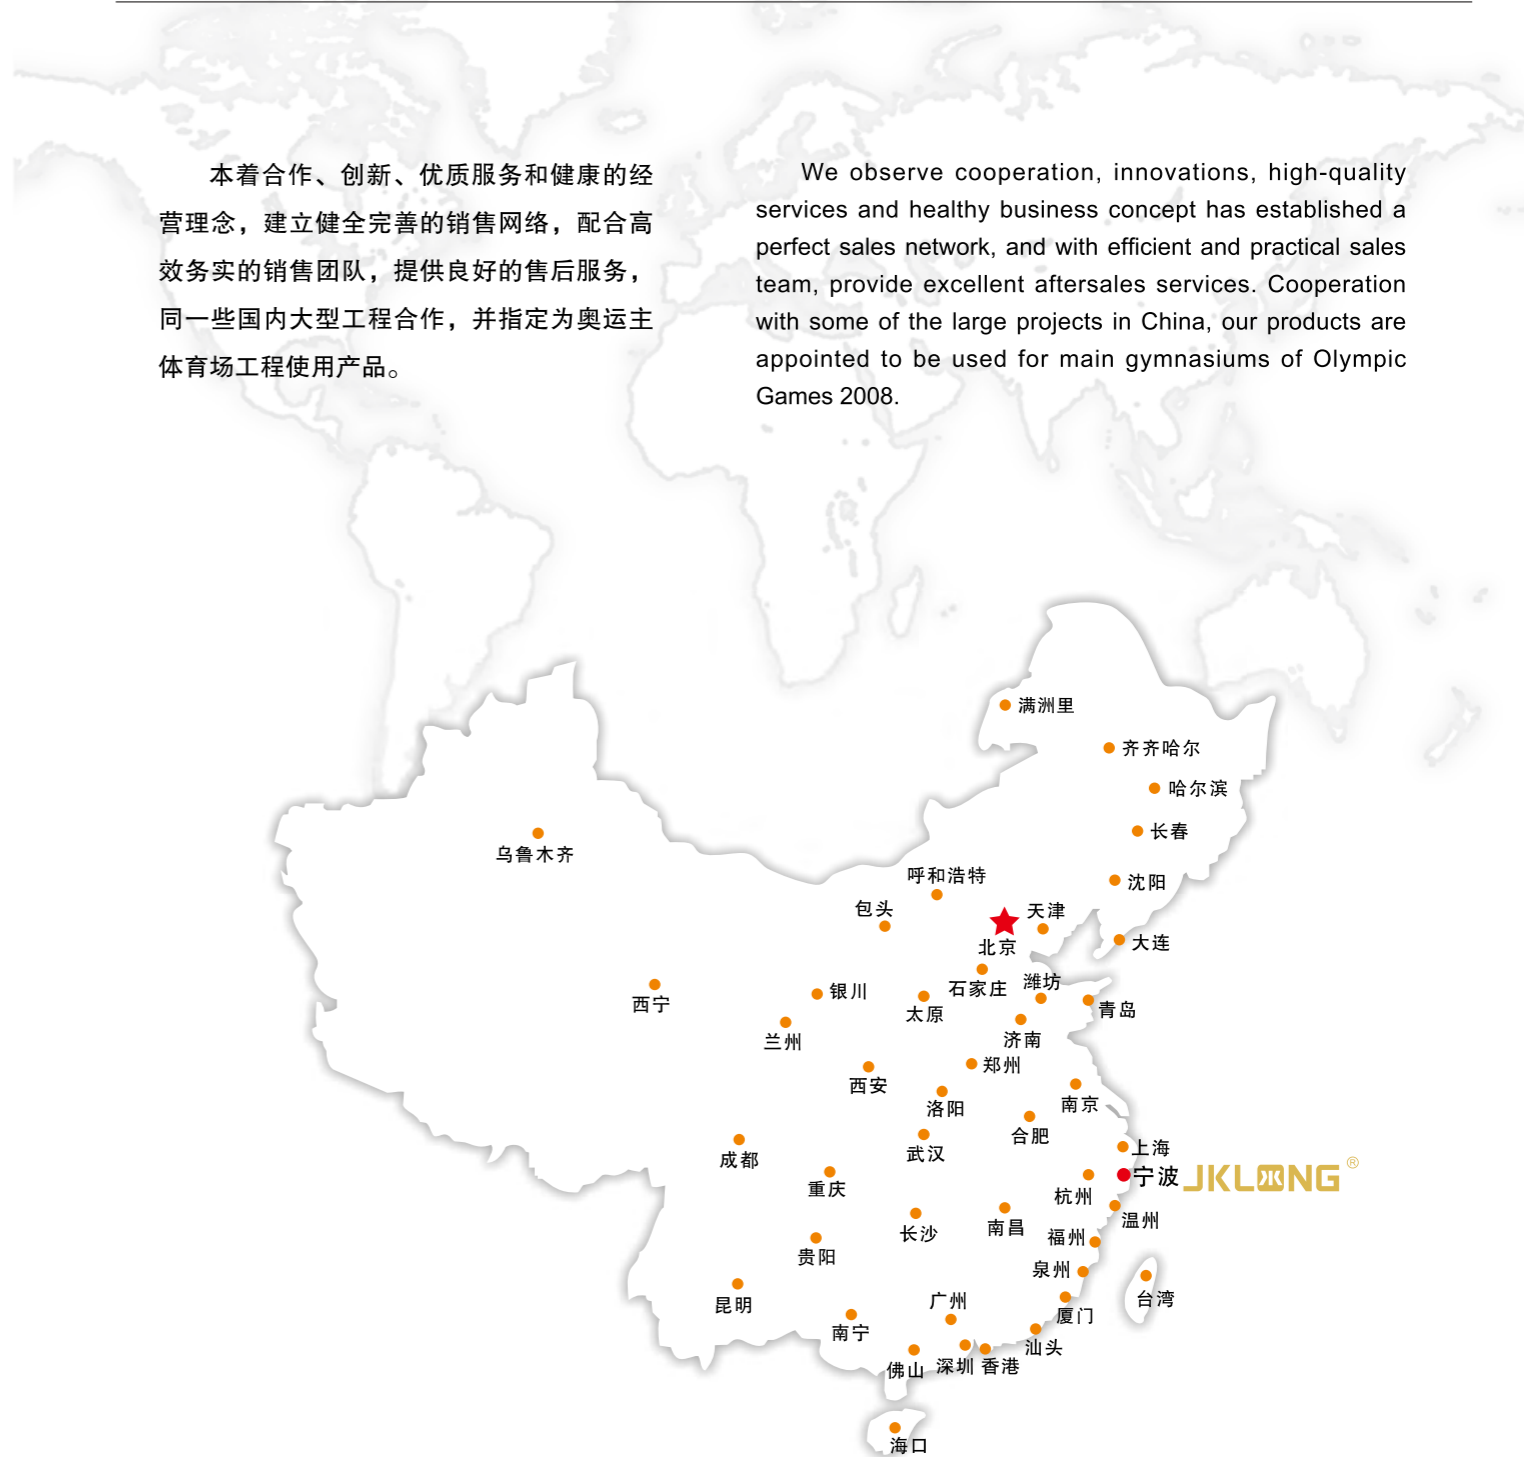 本着合作、创新、优质服务和健康的经
营理念，建立健全完善的销售网络，配合高
效务实的销售团队，提供良好的售后服务，
同一些国内大型工程合作，并指定为奥运主
体育场工程使用产品。
We observe cooperation, innovations, high-quality
services and healthy business concept has established a
perfect sales network, and with efficient and practical sales
team, provide excellent aftersales services. Cooperation
with some of the large projects in China, our products are
appointed to be used for main gymnasiums of Olympic
Games 2008.
满洲里
齐齐哈尔
哈尔滨
长春
乌鲁木齐
呼和浩特
沈阳
包头
天津
北京
大连
潍坊
石家庄
银川
西宁
青岛
太原
济南
兰州
郑州
西安
南京
洛阳
合肥
上海
武汉
成都
宁波 JKLONG®
重庆
杭州
温州
南昌
长沙
福州
贵阳
泉州
台湾
广州
昆明
厦门
南宁
汕头
深圳
香港
佛山
海口